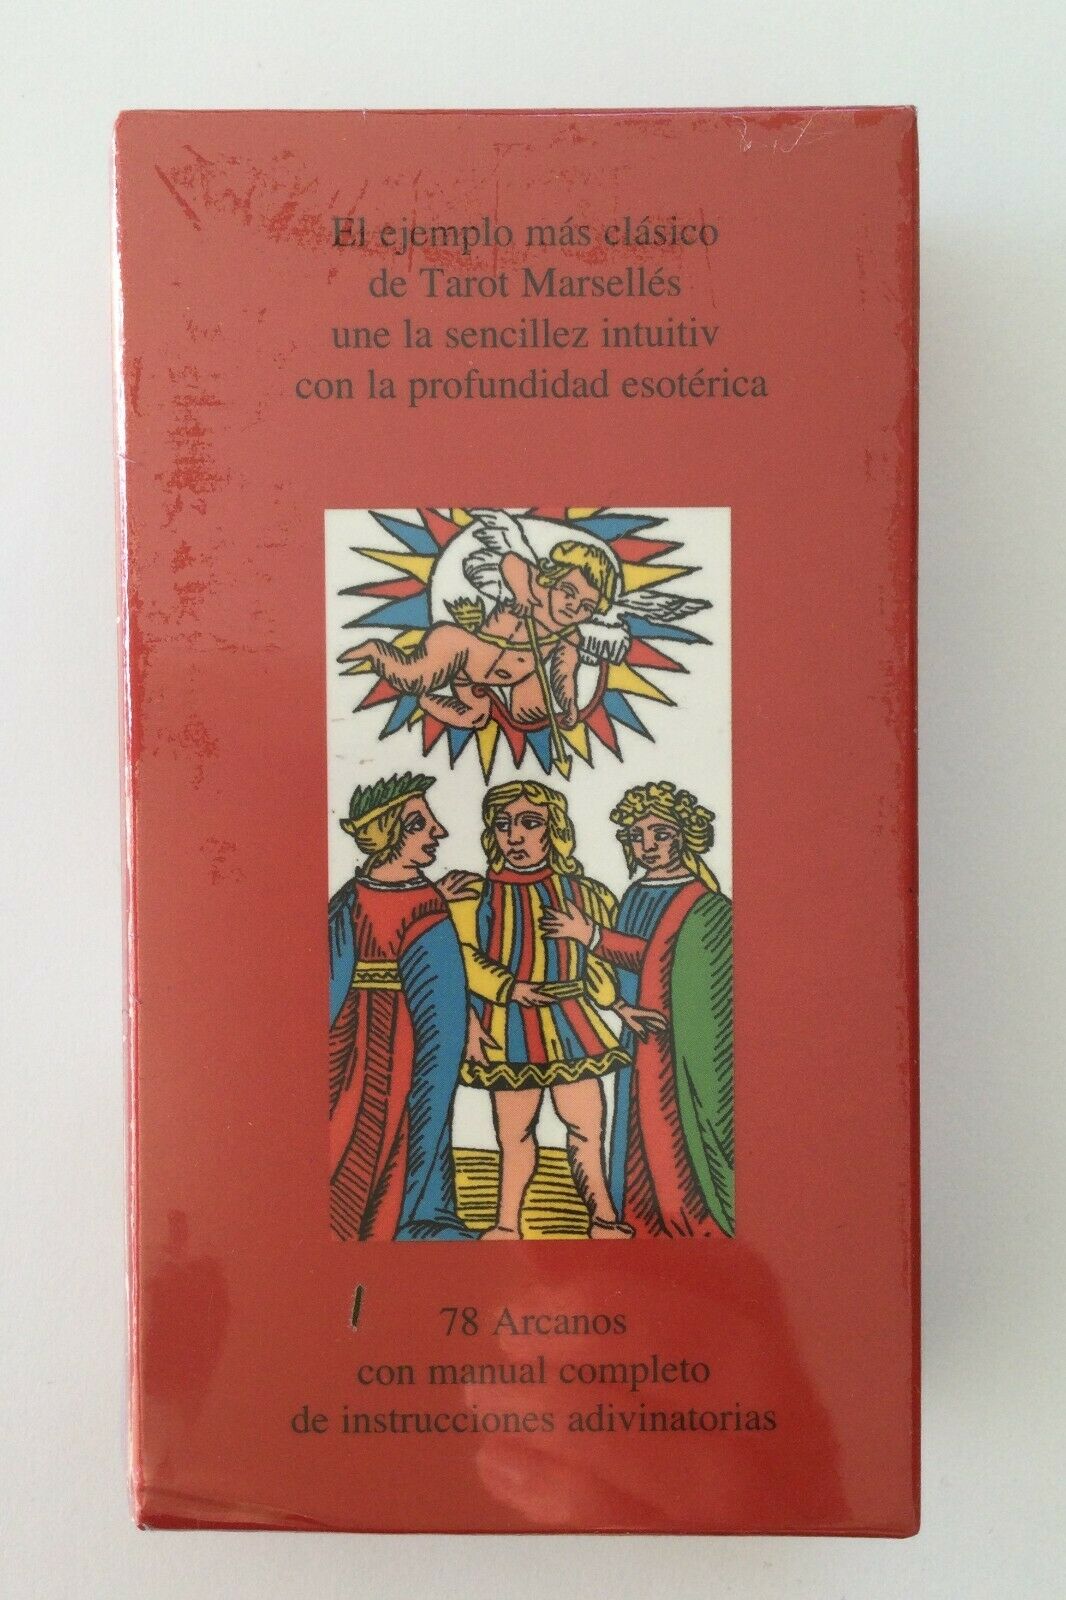 El ejemplo más clásico
de Tarot Marsellés
une la sencillez intuitiv
con la profundidad esotérica
78 Arcanos
con manual completo
de instrucciones adivinatorias